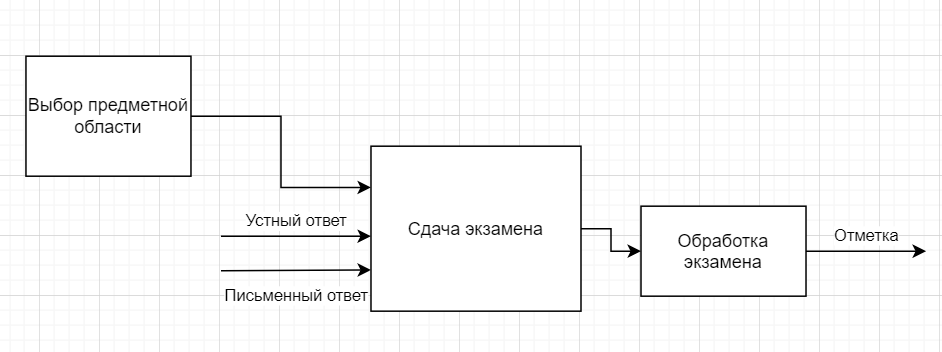 Выбор предметной
области
Устный ответ
Письменный ответ
Сдача экзамена
Обработка
экзамена
Отметка